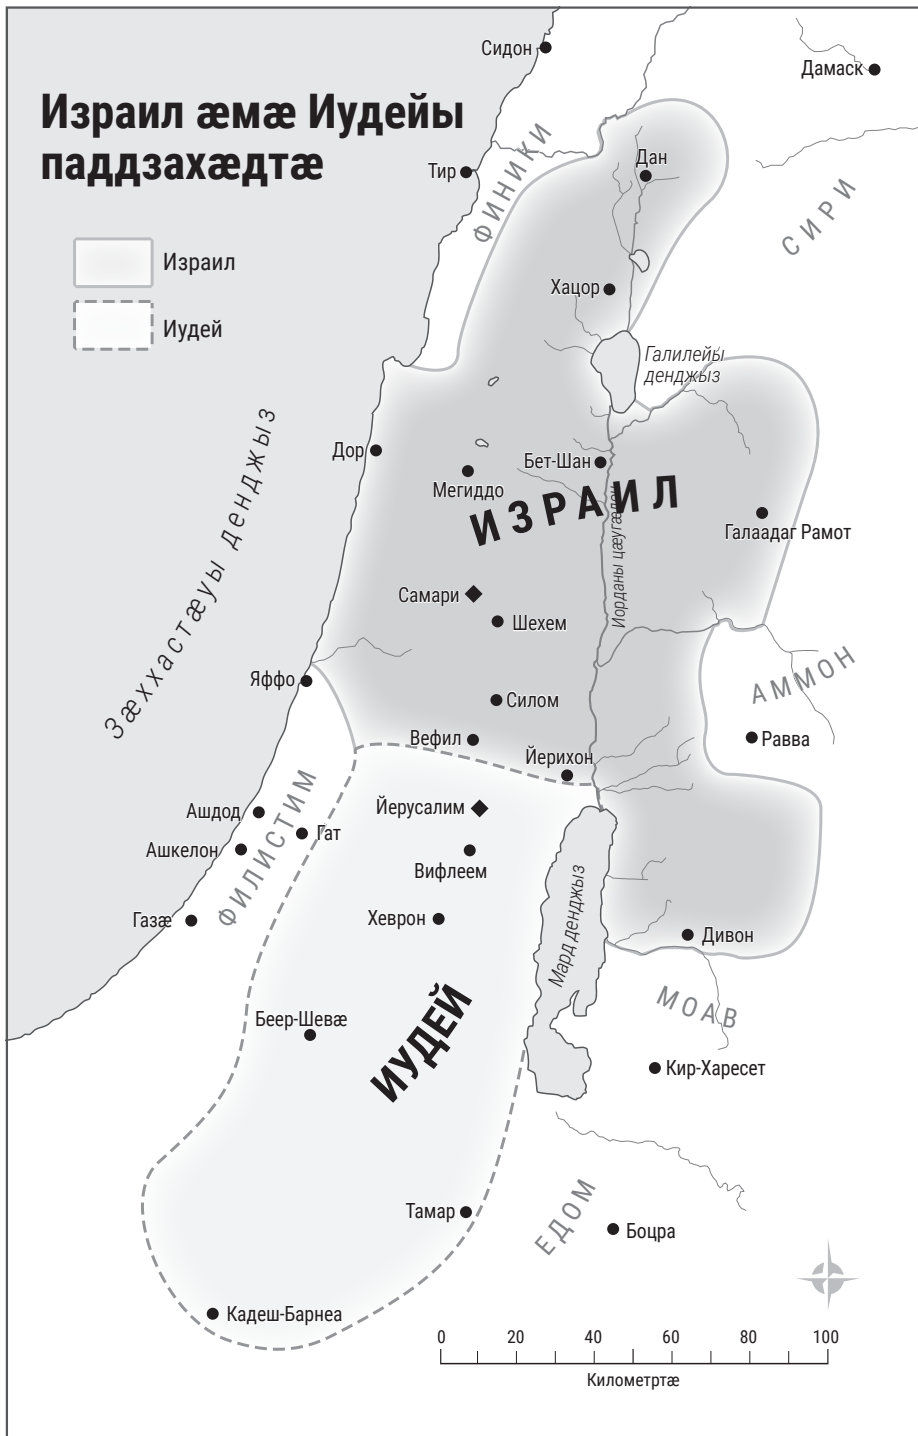 Израил æмæ Иудейы
паддзахæдтæ
Израил
Иудей
Сидон
Дамаск
Тир
ФИНИКИ
Дан
СИРИ
Хацор
Галилейы
денджыз
Зæххастæуы денджыз
Дор
Бет-Шан
Мегиддо
ИЗРАИЛ
Галаадаг Рамот
Иорданы цæугæдон
Самари
Шехем
Яффо
АММОН
Силом
Вефил
Равва
Йерихон
Ашдод
Йерусалим
Гат
Ашкелон
ФИЛИСТИМ
Вифлеем
Газæ
Хеврон
Мард денджыз
Дивон
МОАВ
Беер-Шевæ
ИУДЕЙ
Кир-Харесет
Тамар
ЕДОМ
Боцра
Кадеш-Барнеа
0 20 40 60 80 100
Километртæ